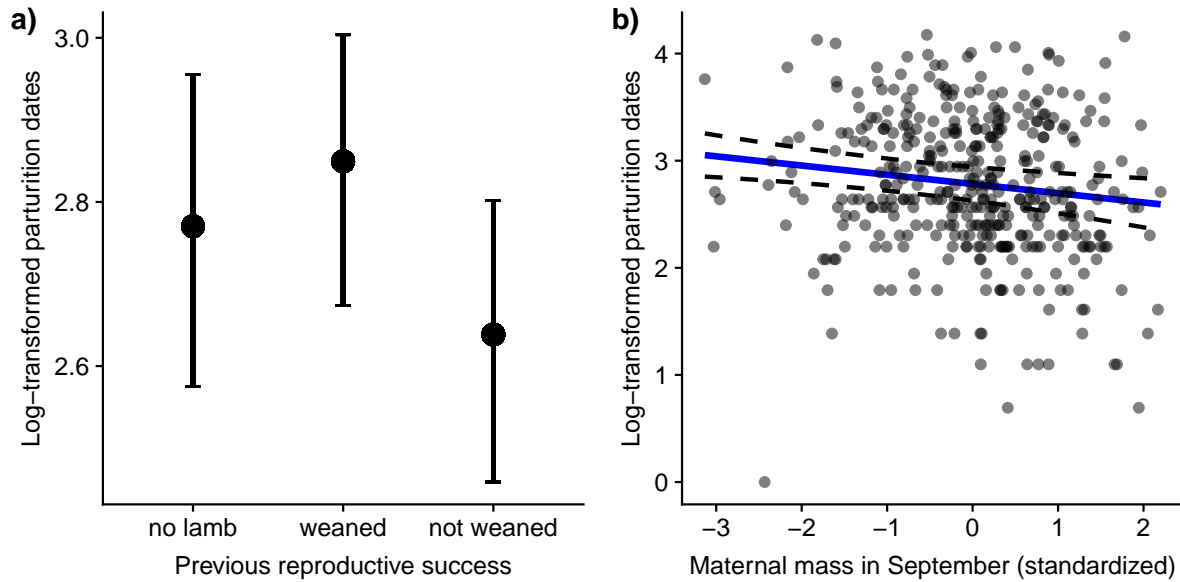 a)
Log−transformed parturition dates
3.0
2.8
2.6
no lamb weaned not weaned
Previous reproductive success
b)
Log−transformed parturition dates
4
3
2
1
0
−3 −2 −1 0 1 2
Maternal mass in September (standardized)